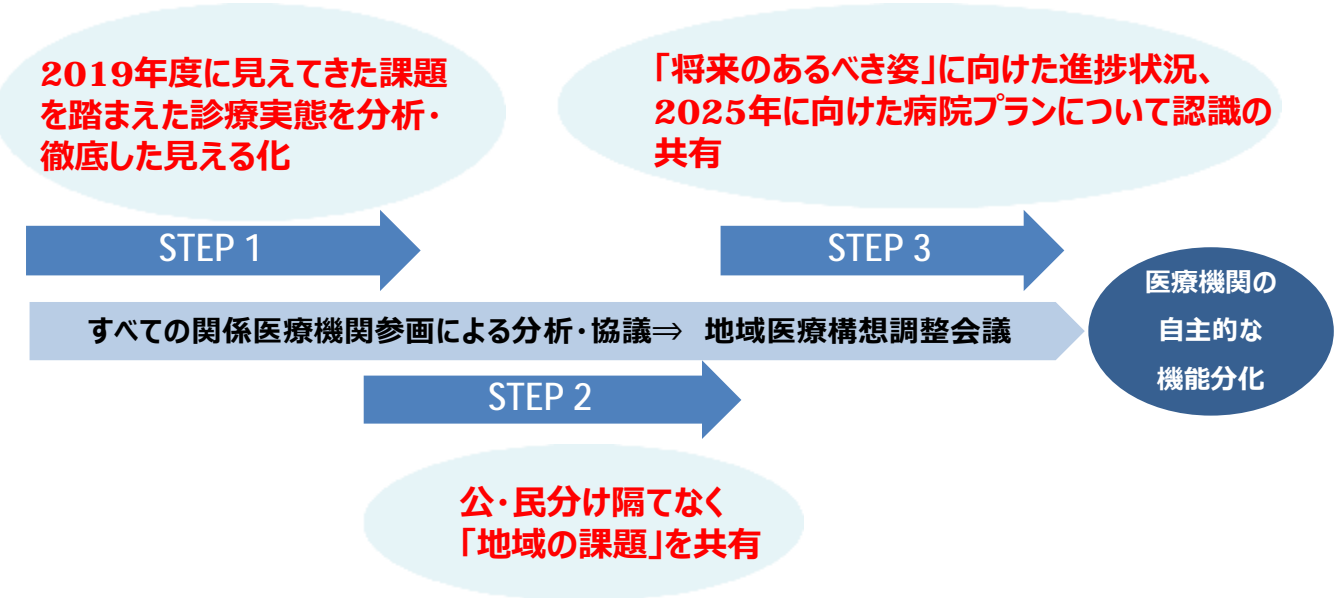 2019年度に見えてきた課題
を踏まえた診療実態を分析・
徹底した見える化
「将来のあるべき姿」に向けた進捗状況、
2025年に向けた病院プランについて認識の
共有
STEP 1
STEP 3
すべての関係医療機関参画による分析・協議⇒ 地域医療構想調整会議
医療機関の
自主的な
機能分化
STEP 2
公・民分け隔てなく
「地域の課題」を共有